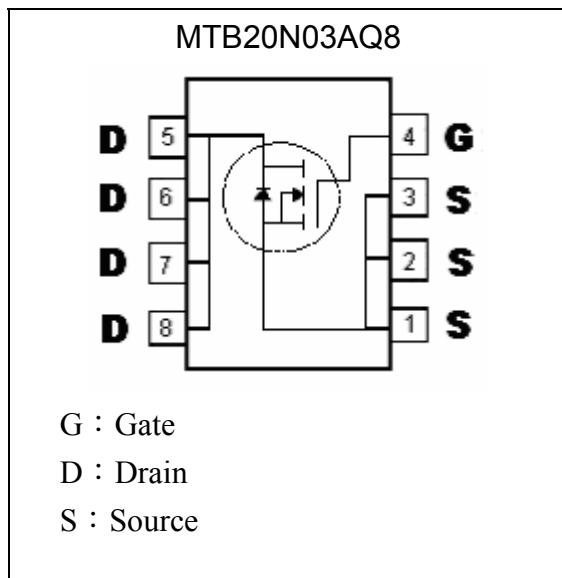 MTB20N03AQ8
D 5 4 G
D 6 3 S
D 7 2 S
D 8 1 S
G：Gate
D：Drain
S：Source